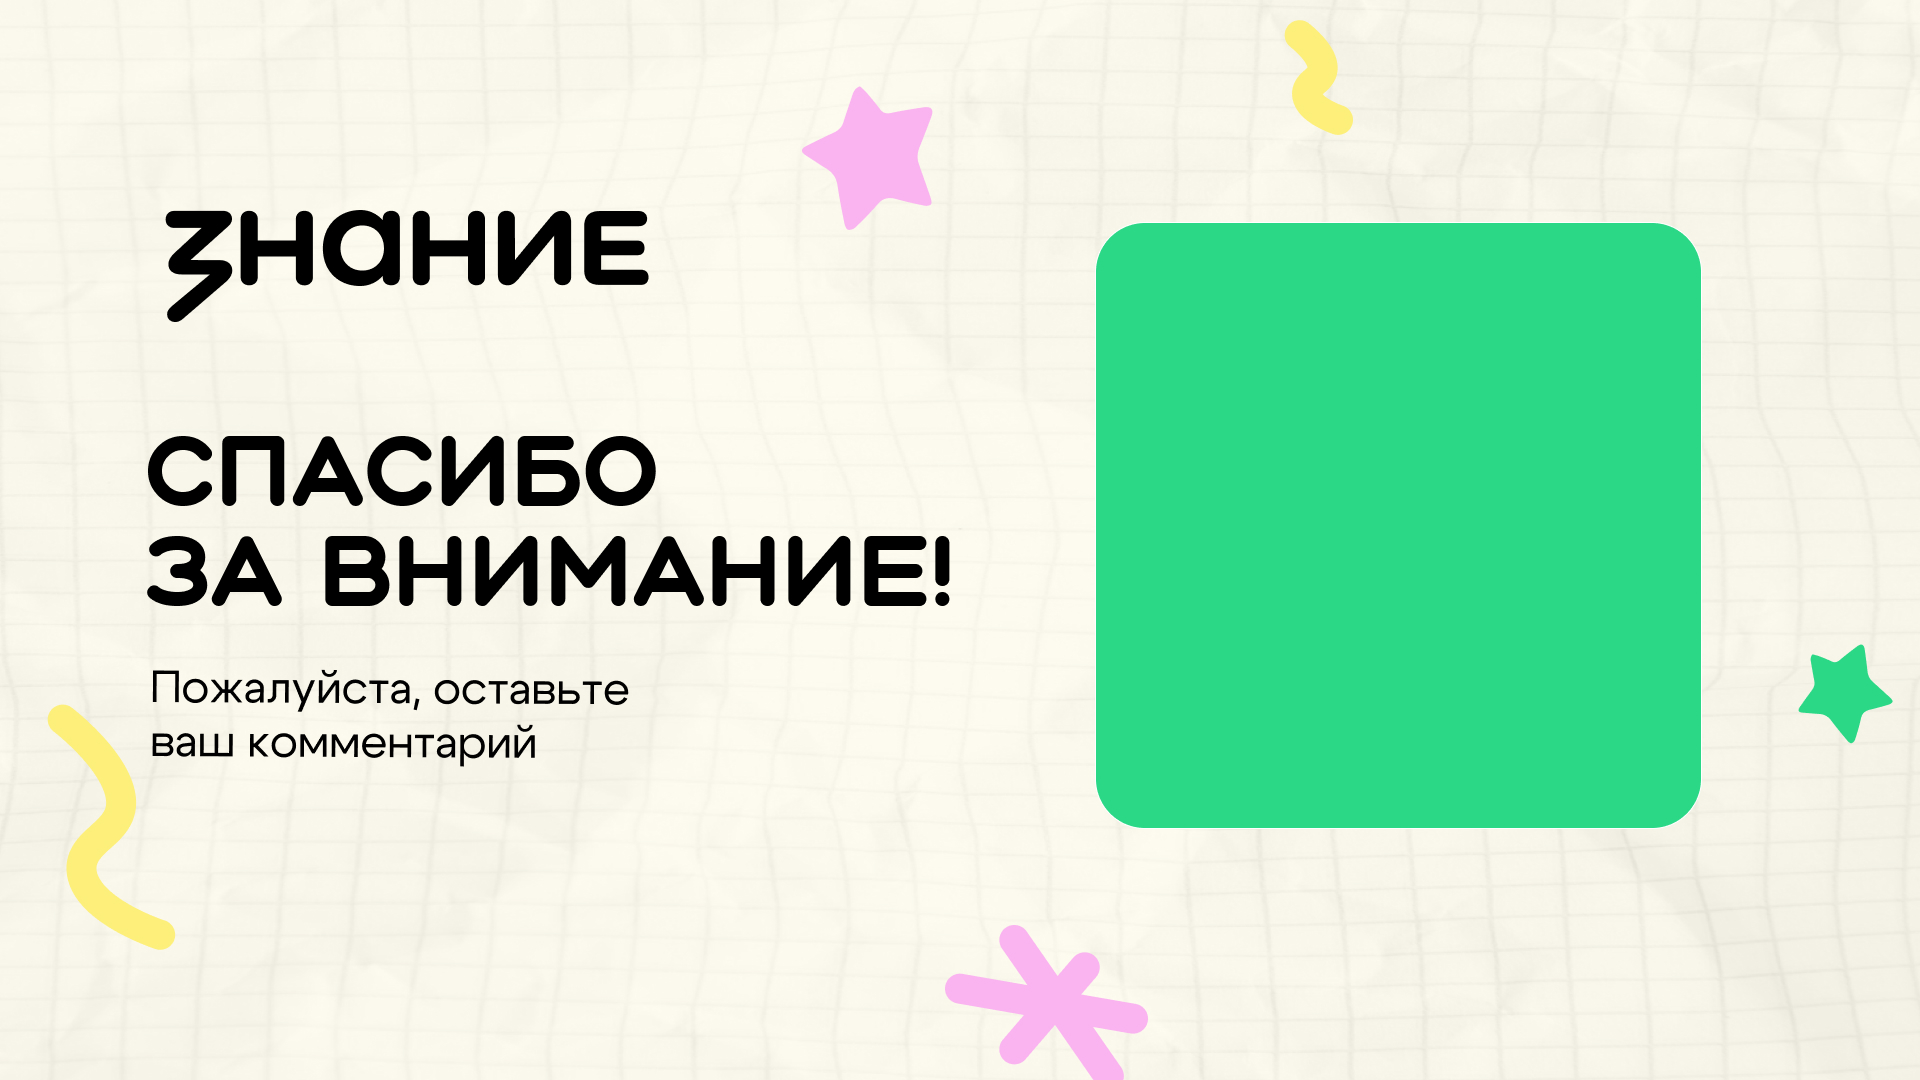 ЗНАНИЕ
СПАСИБО
ЗА ВНИМАНИЕ!
Пожалуйста, оставьте
ваш комментарий